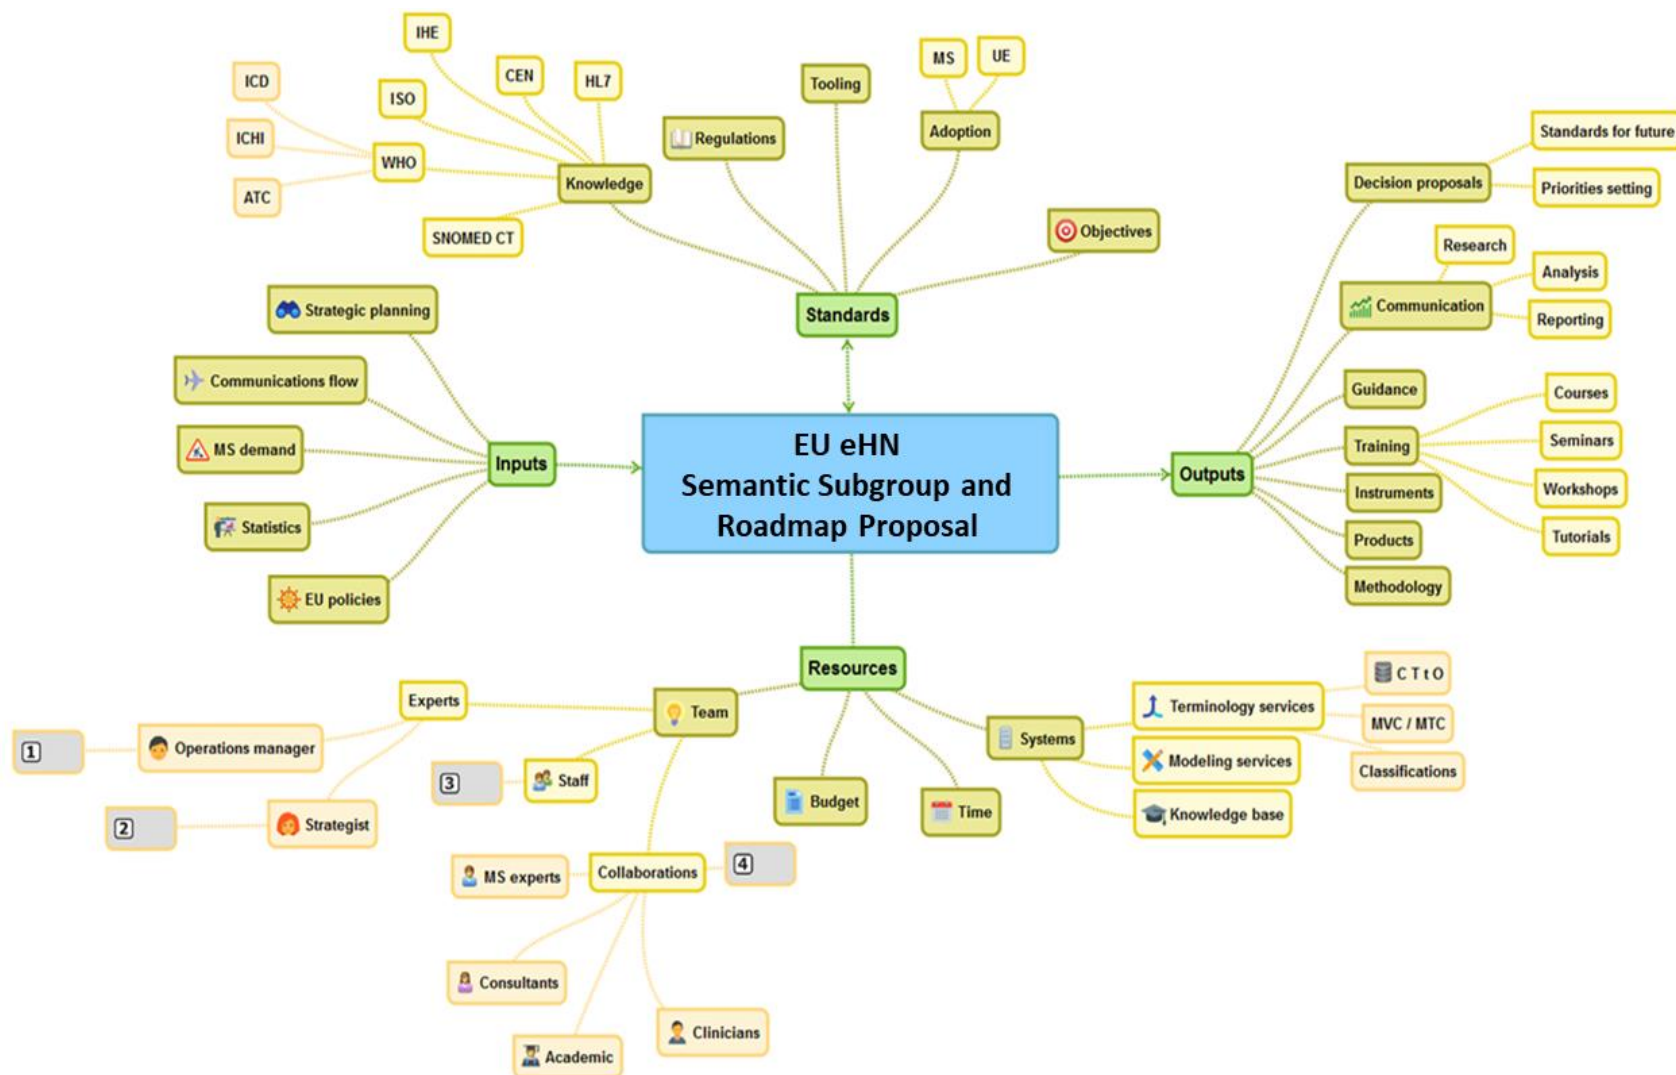 IHE
CEN
HL7
ICD
ISO
ICHI
WHO
ATC
Knowledge
SNOMED CT
Regulations
Tooling
MS
UE
Adoption
Objectives
Standards
Strategic planning
Communications flow
MS demand
Statistics
EU policies
Inputs
EU eHN
Semantic Subgroup and
Roadmap Proposal
Outputs
Decision proposals
Standards for future
Priorities setting
Communication
Research
Analysis
Reporting
Guidance
Training
Courses
Seminars
Workshops
Tutorials
Instruments
Products
Methodology
Resources
Team
Experts
Operations manager
1
Strategist
2
Staff
3
Collaborations
4
MS experts
Consultants
Academic
Clinicians
Budget
Time
Systems
Terminology services
C T t O
MVC / MTC
Classifications
Modeling services
Knowledge base